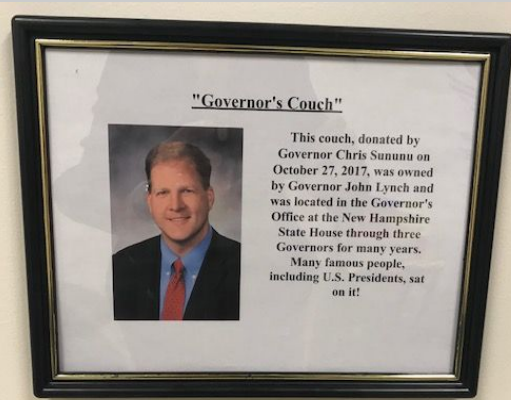 "Governor's Couch"
This couch, donated by
Governor Chris Sununu on
October 27, 2017, was owned
by Governor John Lynch and
was located in the Governor's
Office at the New Hampshire
State House through three
Governors for many years.
Many famous people,
including U.S. Presidents, sat
on it!